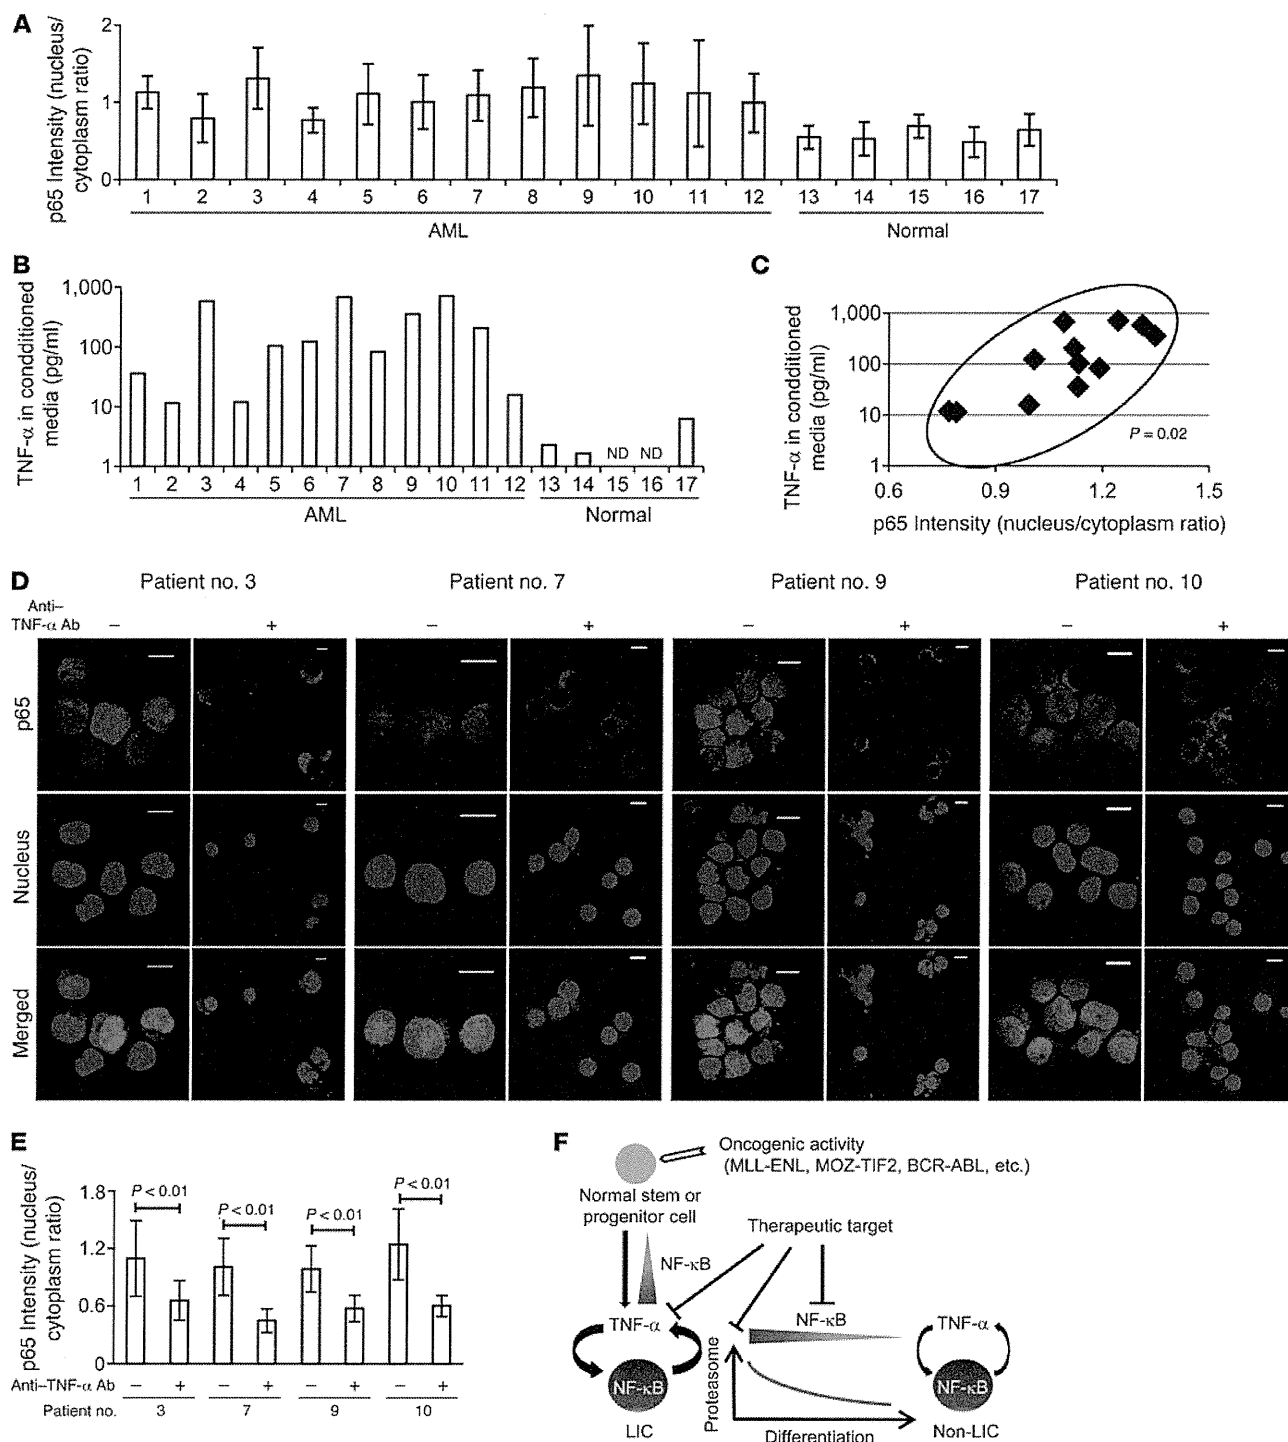 A
p65 Intensity (nucleus/
cytoplasm ratio)
2
1
0
1 2 3 4 5 6 7 8 9 10 11 12 13 14 15 16 17
AML Normal
B
TNF-α in condditioned
media (pg/ml)
1,000
100
10
1
ND ND
1 2 3 4 5 6 7 8 9 10 11 12 13 14 15 16 17
AML Normal
C
TNF-α in condditioned
media (pg/ml)
1,000
100
10
1
P = 0.02
0.6 0.9 1.2 1.5
p65 Intensity (nucleus/cytoplasm ratio)
D
Patient no. 3 Patient no. 7 Patient no. 9 Patient no. 10
Anti–
TNF-α Ab – + – + – + – +
p65
Nucleus
Merged
E
p65 Intensity (nucleus/
cytoplasm ratio)
1.8
1.2
0.6
0
P < 0.01 P < 0.01 P < 0.01 P < 0.01
Anti–TNF-α Ab – + – + – + – +
Patient no. 3 7 9 10
F
Oncogenic activity
(MLL-ENL, MOZ-TIF2, BCR-ABL, etc.)
Normal stem or
progenitor cell
Therapeutic target
NF-κB
TNF-α
NF-κB
TNF-α
Proteasome
NF-κB
NF-κB
LIC
Differentiation
Non-LIC